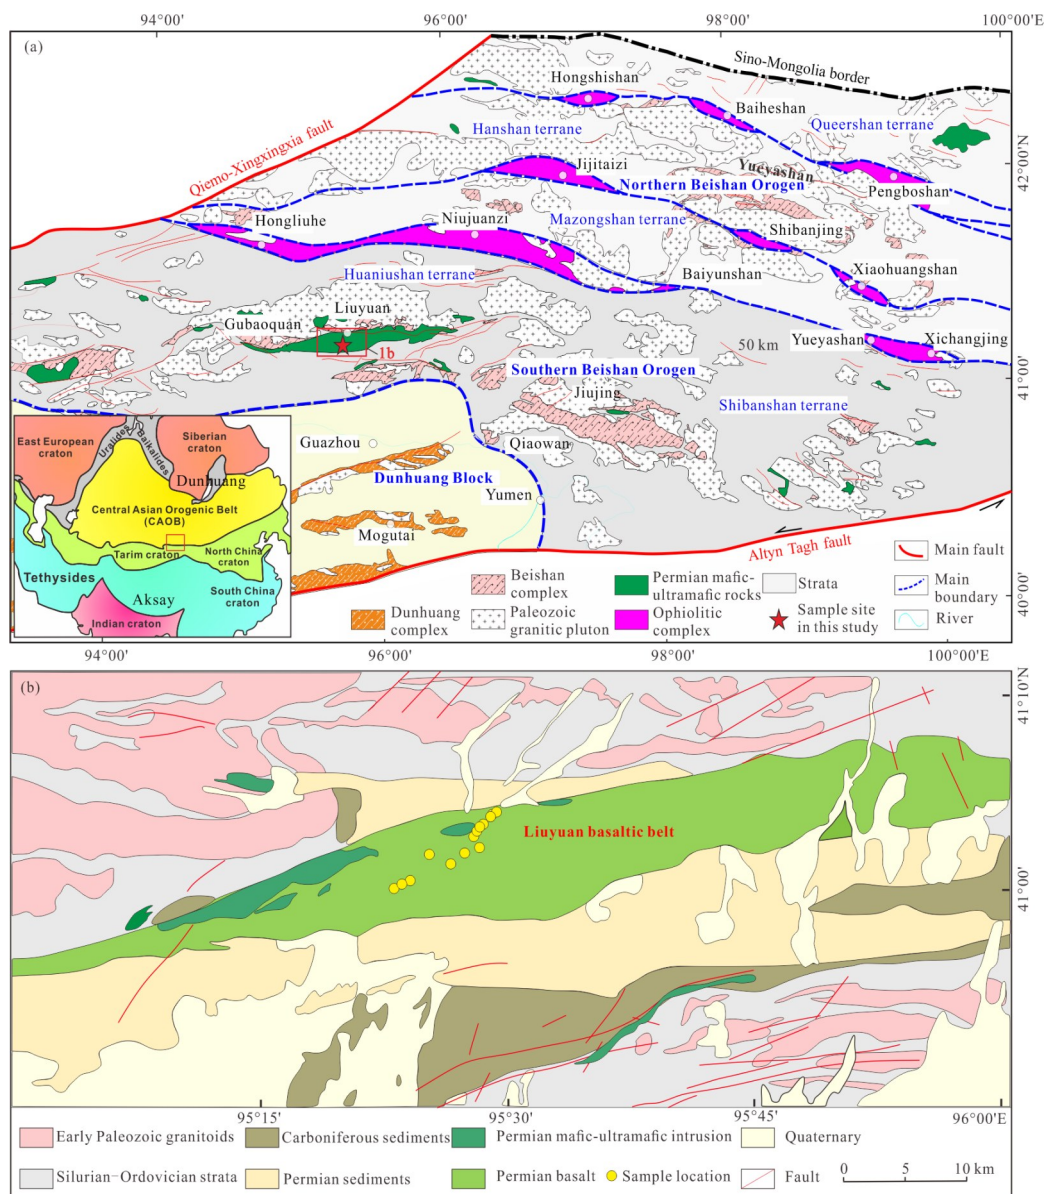 94°00'
96°00'
98°00'
100°00'E
(a)
Sino-Mongolia border
Hongshishan
Baiheshan
Hanshan terrane
Queershan terrane
Qiemo-Xingxingxia fault
42°00'N
Jijitaizi
Yueyashan
Northern Beishan Orogen
Pengboshan
Hongliuhe
Niujuanzi
Mazongshan terrane
Shibanjing
Huaniushan terrane
Baiyunshan
Xiaohuangshan
Liuyuan
Gubaoquan
1b
50 km
Yueyashan
Xichangjing
41°00'
Southern Beishan Orogen
Jiujing
Shibanshan terrane
Guazhou
Qiaowan
Dunhuang Block
Yumen
Mogutai
Altyn Tagh fault
40°00'
East European
craton
Uralides
Baikalides
Siberian
craton
Dunhuang
Central Asian Orogenic Belt
(CAOB)
Tarim craton
North China
craton
Tethysides
Aksay
South China
craton
Indian craton
Beishan
complex
Permian mafic-
ultramafic rocks
Strata
Main fault
Main
boundary
Dunhuang
complex
Paleozoic
granitic pluton
Ophiolitic
complex
Sample site
in this study
River
94°00'
96°00'
98°00'
100°00'E
(b)
41°10'N
Liuyuan basaltic belt
41°00'
95°15'
95°30'
95°45'
96°00'E
Early Paleozoic granitoids
Carboniferous sediments
Permian mafic-ultramafic intrusion
Quaternary
Silurian–Ordovician strata
Permian sediments
Permian basalt
Sample location
Fault
0 5 10 km